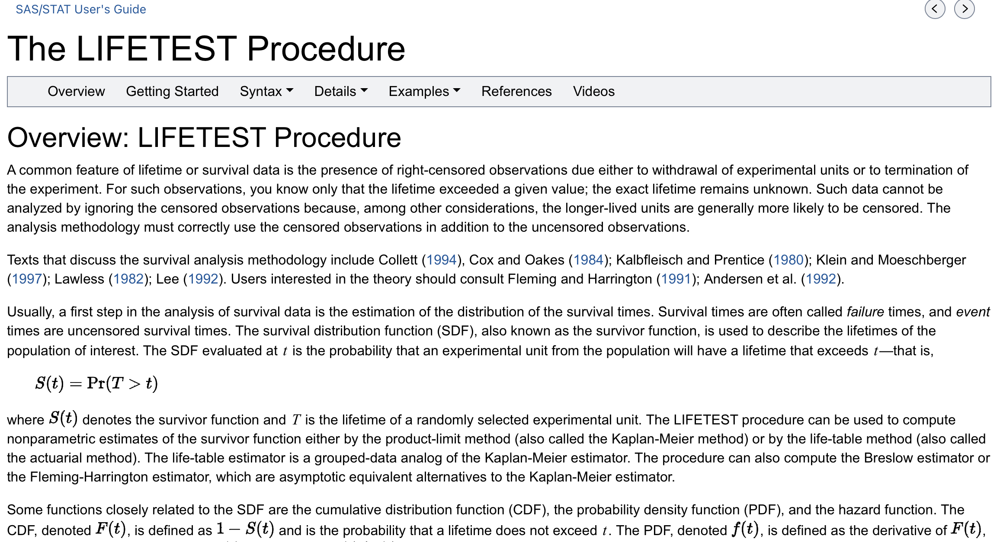 SAS/STAT User's Guide
The LIFETEST Procedure
Overview Getting Started Syntax Details Examples References Videos
Overview: LIFETEST Procedure
A common feature of lifetime or survival data is the presence of right-censored observations due either to withdrawal of experimental units or to termination of
the experiment. For such observations, you know only that the lifetime exceeded a given value; the exact lifetime remains unknown. Such data cannot be
analyzed by ignoring the censored observations because, among other considerations, the longer-lived units are generally more likely to be censored. The
analysis methodology must correctly use the censored observations in addition to the uncensored observations.
Texts that discuss the survival analysis methodology include Collett (1994), Cox and Oakes (1984); Kalbfleisch and Prentice (1980); Klein and Moeschberger
(1997); Lawless (1982); Lee (1992). Users interested in the theory should consult Fleming and Harrington (1991); Andersen et al. (1992).
Usually, a first step in the analysis of survival data is the estimation of the distribution of the survival times. Survival times are often called failure times, and event
times are uncensored survival times. The survival distribution function (SDF), also known as the survivor function, is used to describe the lifetimes of the
population of interest. The SDF evaluated at t is the probability that an experimental unit from the population will have a lifetime that exceeds t—that is,
S(t) = Pr(T > t)
where S(t) denotes the survivor function and T is the lifetime of a randomly selected experimental unit. The LIFETEST procedure can be used to compute
nonparametric estimates of the survivor function either by the product-limit method (also called the Kaplan-Meier method) or by the life-table method (also called
the actuarial method). The life-table estimator is a grouped-data analog of the Kaplan-Meier estimator. The procedure can also compute the Breslow estimator or
the Fleming-Harrington estimator, which are asymptotic equivalent alternatives to the Kaplan-Meier estimator.
Some functions closely related to the SDF are the cumulative distribution function (CDF), the probability density function (PDF), and the hazard function. The
CDF, denoted F(t), is defined as 1 − S(t) and is the probability that a lifetime does not exceed t. The PDF, denoted f(t), is defined as the derivative of F(t),